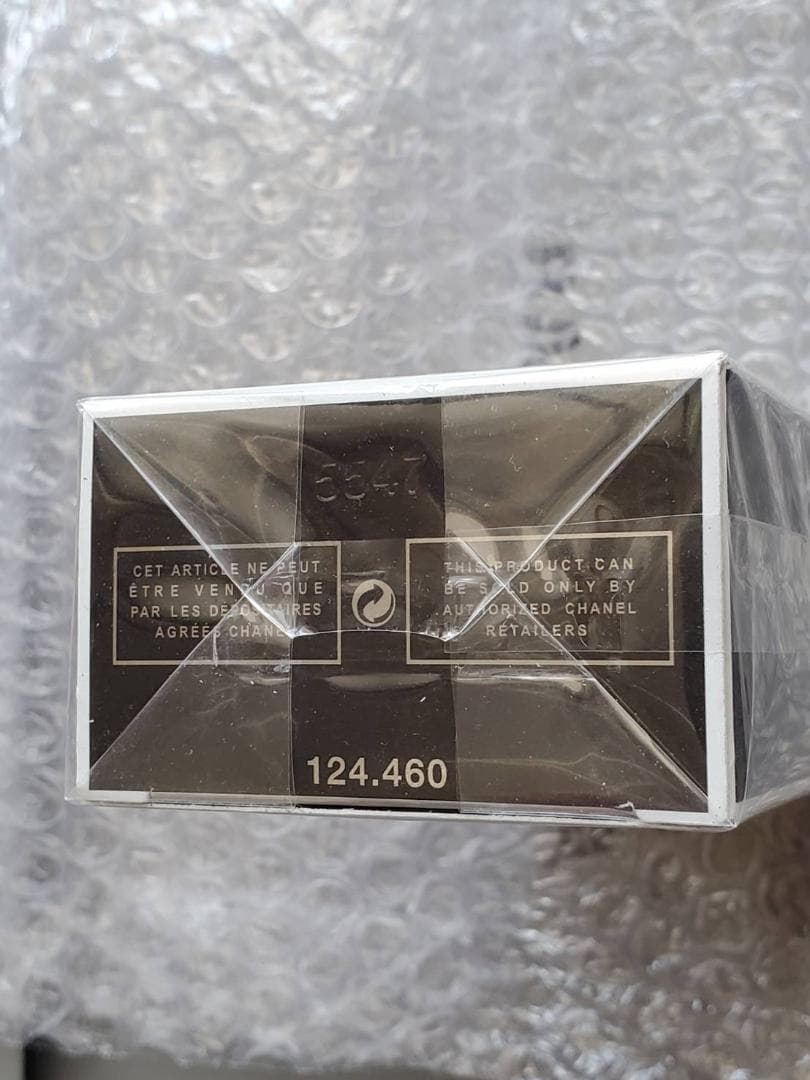 5547
CET ARTICLE NE PEUT
ÊTRE VENDU QUE
PAR LES DÉPOSITAIRES
AGRÉÉS CHANEL
THIS PRODUCT CAN
BE SOLD ONLY BY
AUTHORIZED CHANEL
RETAILERS
124.460